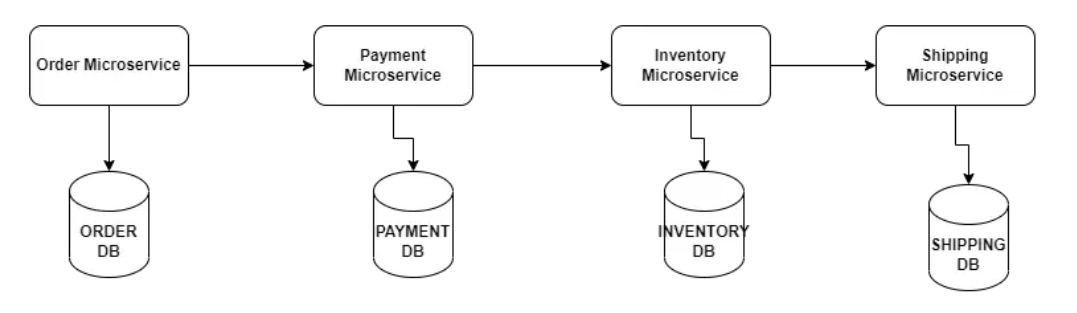 Order Microservice
Payment
Microservice
Inventory
Microservice
Shipping
Microservice
ORDER
DB
PAYMENT
DB
INVENTORY
DB
SHIPPING
DB